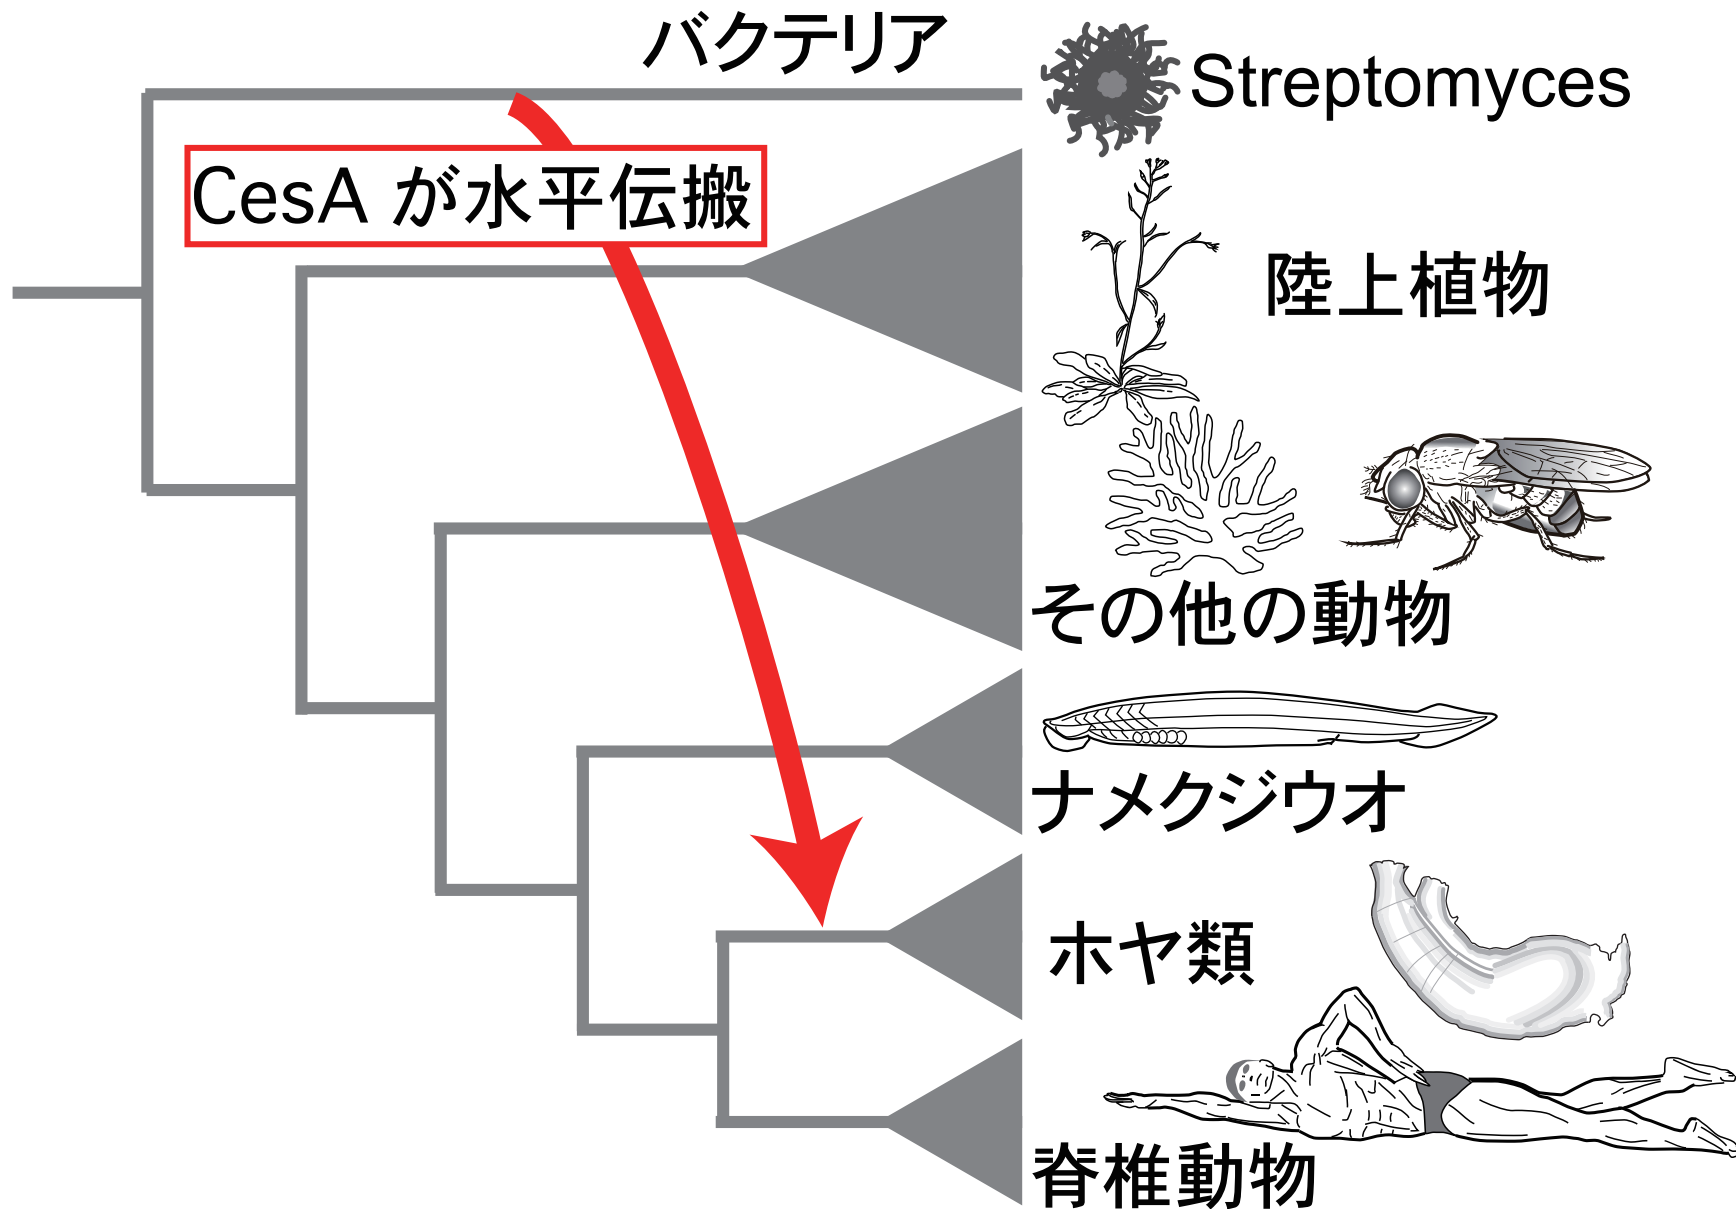 バクテリア
Streptomyces
CesA が水平伝搬
陸上植物
その他の動物
ナメクジウオ
ホヤ類
脊椎動物